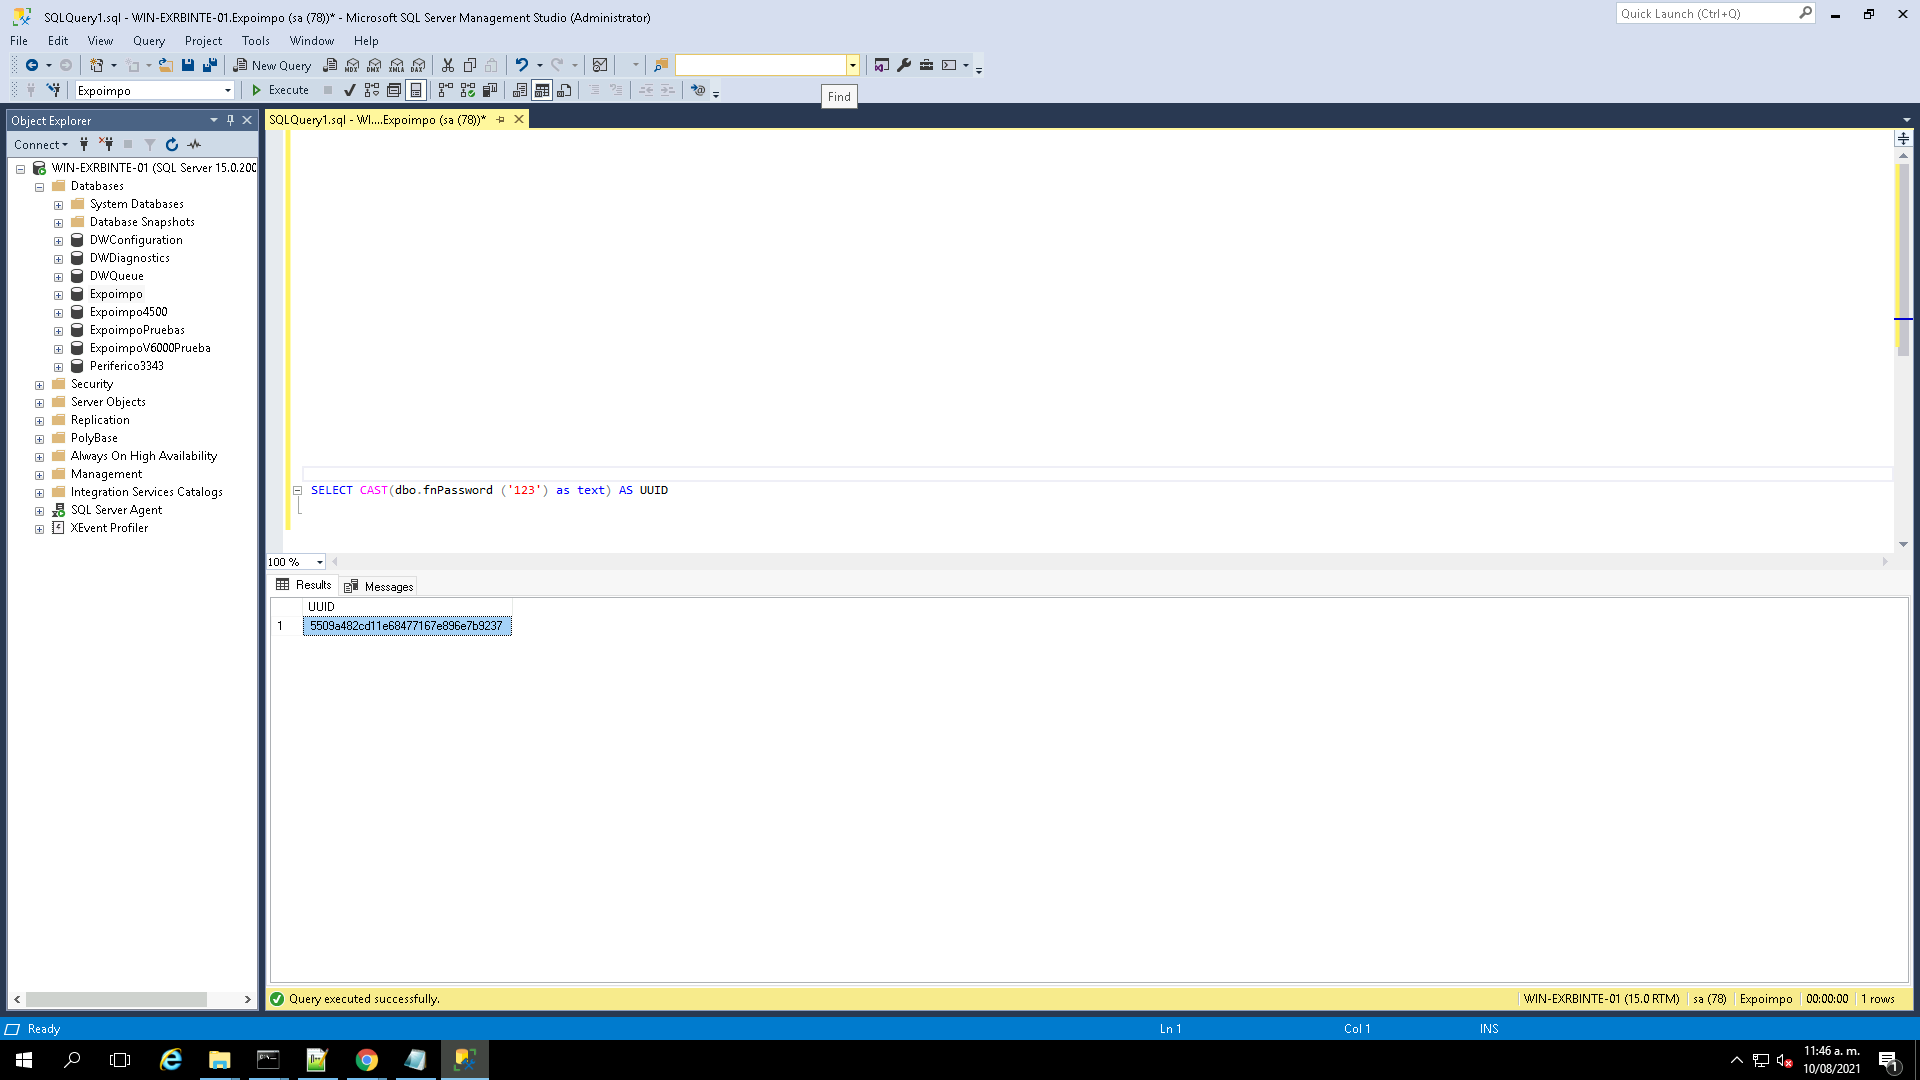 SQLQuery1.sql - WIN-EXRBINTE-01.Expoimpo (sa (78))* - Microsoft SQL Server Management Studio (Administrator)
Quick Launch (Ctrl+Q)
File Edit View Query Project Tools Window Help
New Query
MDX DMX XMLA DAX
Expoimpo
Execute
Find
Object Explorer
SQLQuery1.sql - WI....Expoimpo (sa (78))*
Connect
WIN-EXRBINTE-01 (SQL Server 15.0.200
Databases
System Databases
Database Snapshots
DWConfiguration
DWDiagnostics
DWQueue
Expoimpo
Expoimpo4500
ExpoimpoPruebas
ExpoimpoV6000Prueba
Periferico3343
Security
Server Objects
Replication
PolyBase
Always On High Availability
Management
Integration Services Catalogs
SQL Server Agent
XEvent Profiler
SELECT CAST(dbo.fnPassword ('123') as text) AS UUID
100 %
Results Messages
UUID
1 5509a482cd11e68477167e896e7b9237
Query executed successfully.
WIN-EXRBINTE-01 (15.0 RTM) sa (78) Expoimpo 00:00:00 1 rows
Ready
Ln 1 Col 1 INS
11:46 a. m.
10/08/2021
1